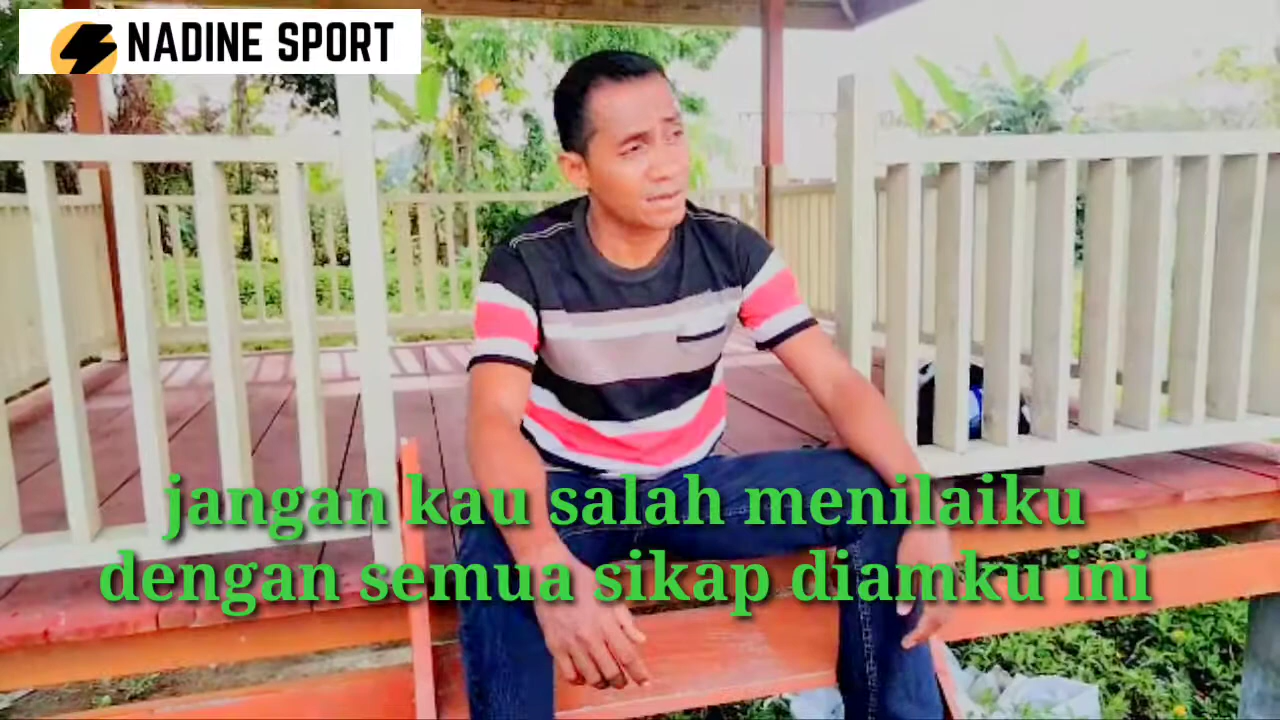 NADINE SPORT
jangan kau salah menilaiku
dengan semua sikap diamku ini